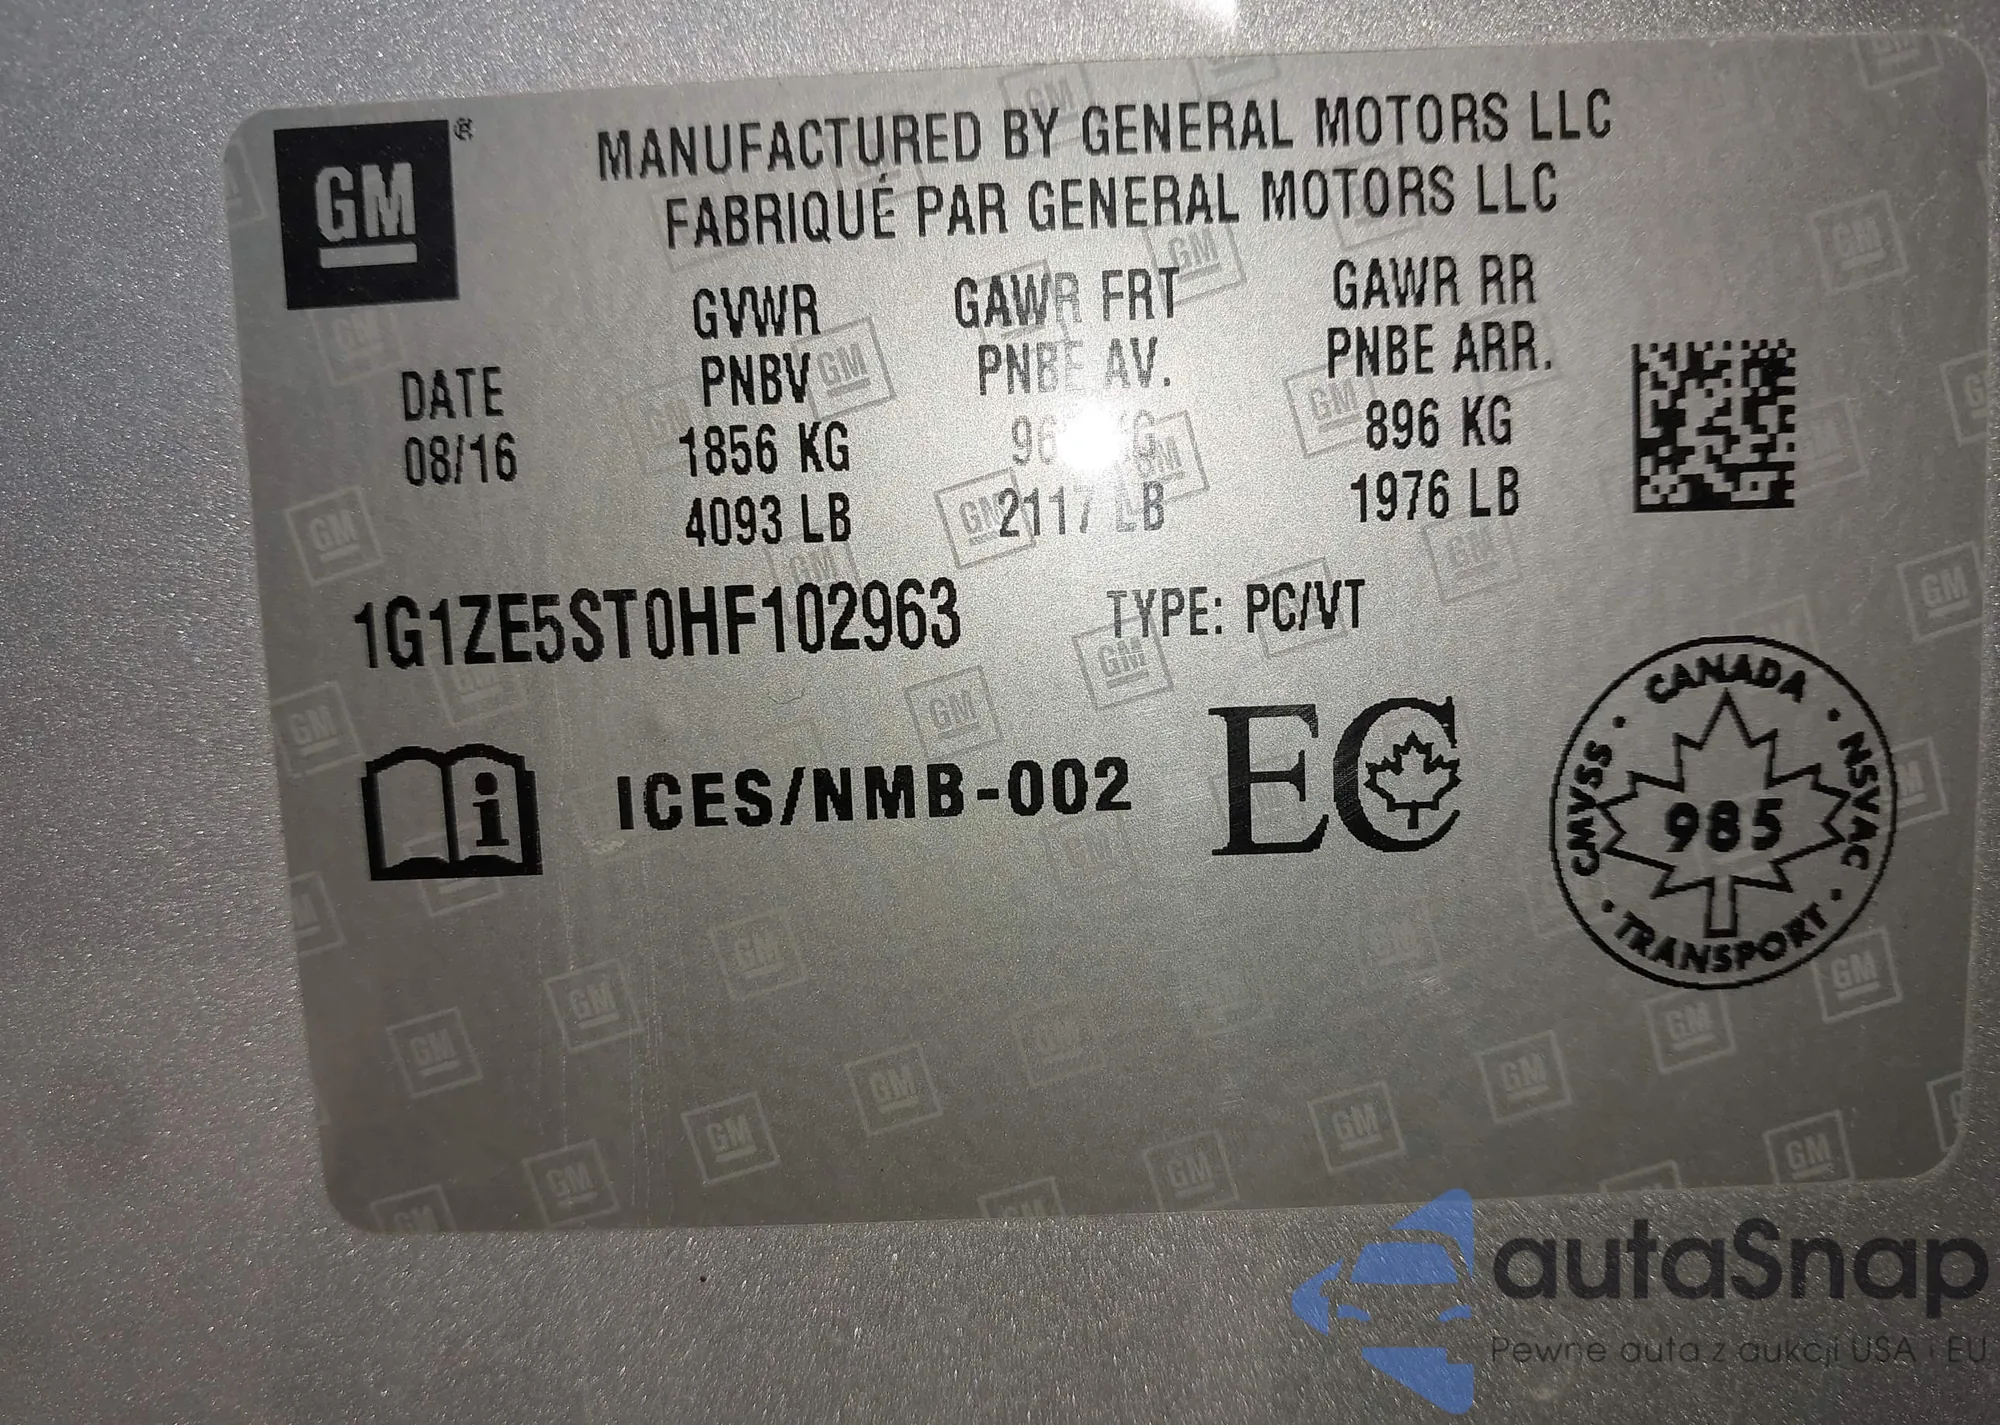 GM®
MANUFACTURED BY GENERAL MOTORS LLC
FABRIQUÉ PAR GENERAL MOTORS LLC
DATE
08/16
GVWR
PNBV
1856 KG
4093 LB
GAWR FRT
PNBE AV.
KG
2117 LB
GAWR RR
PNBE ARR.
896 KG
1976 LB
1G1ZE5ST0HF102963 TYPE: PC/VT
ICES/NMB-002
EC
CANADA
CMVSS · NSVAC
985
TRANSPORT
autaSnap
Pewne auta z aukcji USA i EU